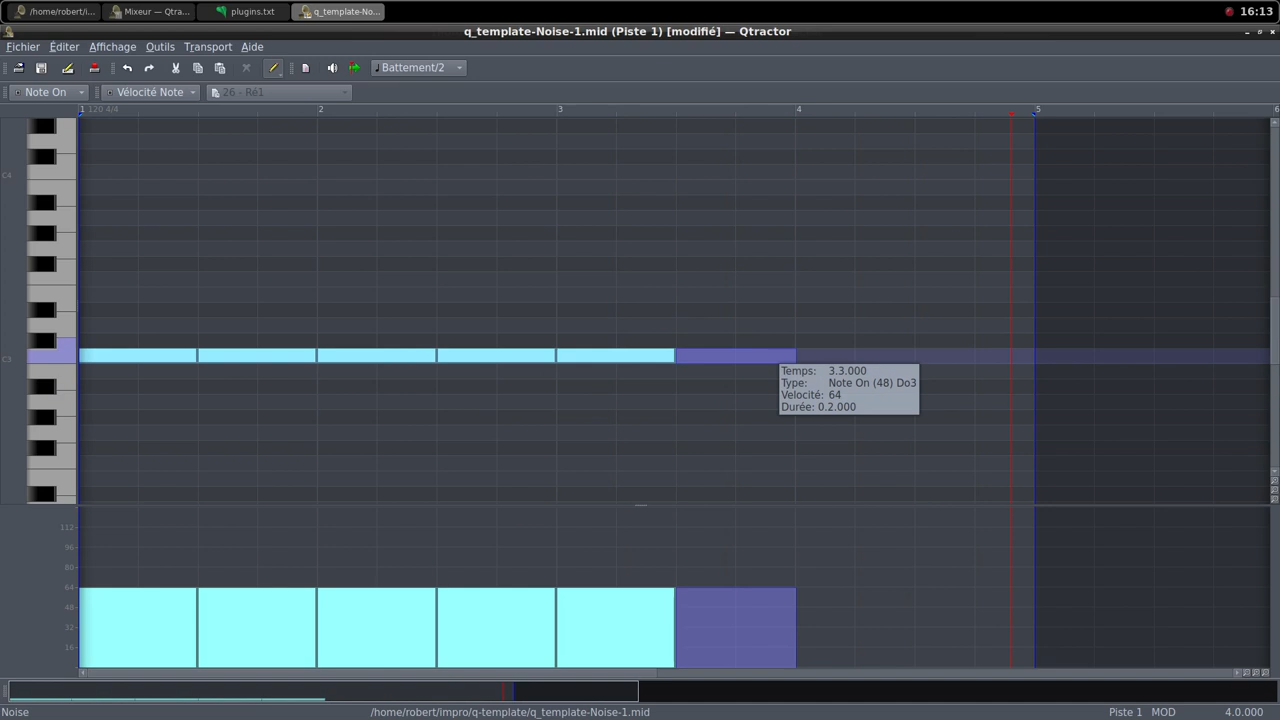 /home/robert/i...
Mixeur — Qtra...
plugins.txt
q_template-No...
16:13
q_template-Noise-1.mid (Piste 1) [modifié] — Qtractor
Fichier Éditer Affichage Outils Transport Aide
Battement/2
Note On Vélocité Note 26 - Ré1
1 120 4/4 2 3 4 5 6
C4
C3
Temps: 3.3.000
Type: Note On (48) Do3
Velocité: 64
Durée: 0.2.000
112
96
80
64
48
32
16
Noise /home/robert/impro/q-template/q_template-Noise-1.mid Piste 1 MOD 4.0.000